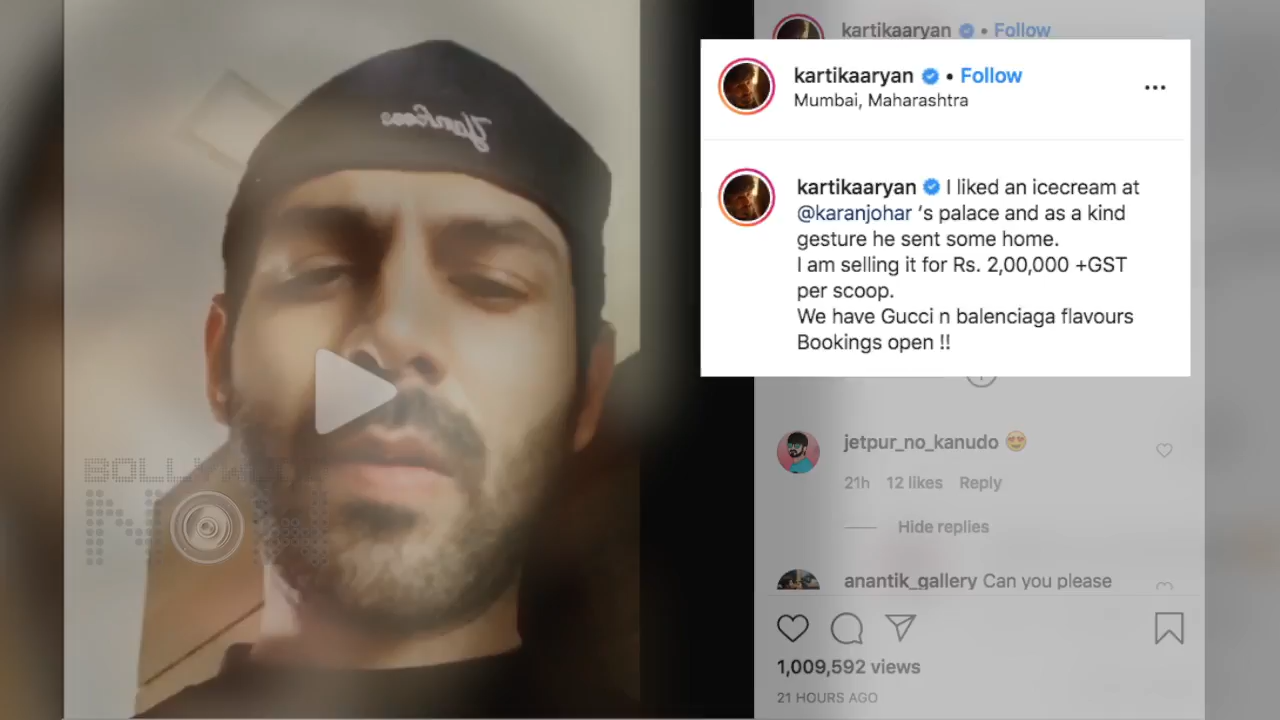 Yankees
BOLLYWOOD
NOW
kartikaaryan • Follow
kartikaaryan • Follow
Mumbai, Maharashtra
kartikaaryan I liked an icecream at
@karanjohar ‘s palace and as a kind
gesture he sent some home.
I am selling it for Rs. 2,00,000 +GST
per scoop.
We have Gucci n balenciaga flavours
Bookings open !!
jetpur_no_kanudo 😍
21h 12 likes Reply
Hide replies
anantik_gallery Can you please
1,009,592 views
21 HOURS AGO